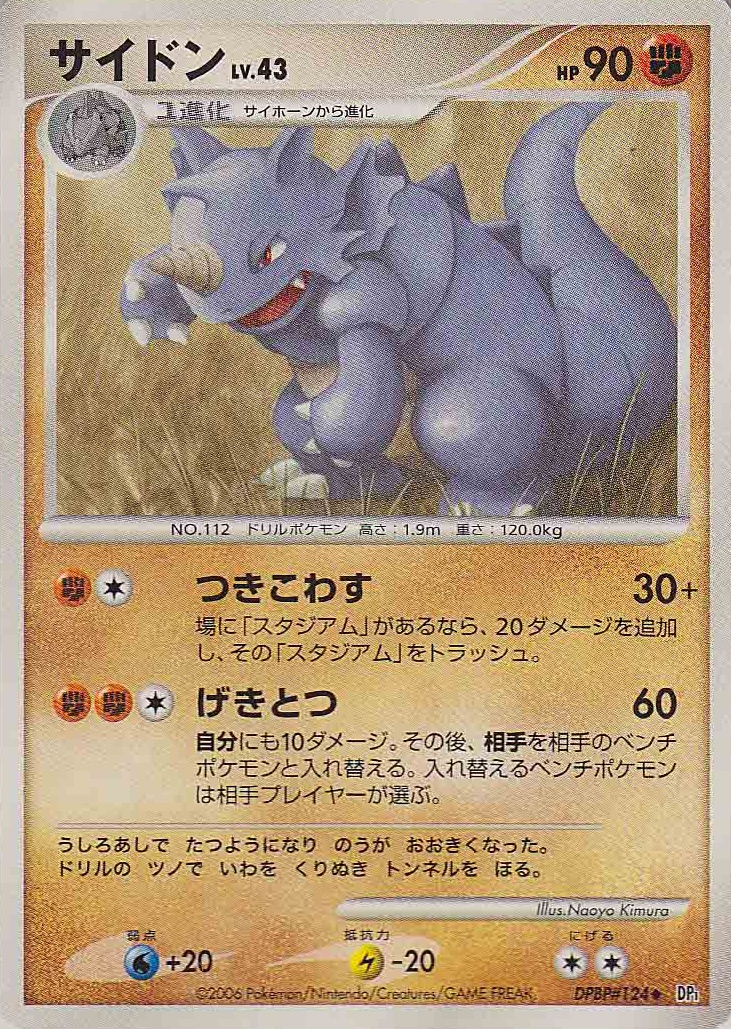 サイドン LV.43 HP 90
1進化 サイホーンから進化
NO.112 ドリルポケモン 高さ：1.9m 重さ：120.0kg
つきこわす 30+
場に「スタジアム」があるなら、20ダメージを追加
し、その「スタジアム」をトラッシュ。
げきとつ 60
自分にも10ダメージ。その後、相手を相手のベンチ
ポケモンと入れ替える。入れ替えるベンチポケモン
は相手プレイヤーが選ぶ。
うしろあしで たつようになり のうが おおきくなった。
ドリルの ツノで いわを くりぬき トンネルを ほる。
Illus.Naoyo Kimura
弱点 抵抗力 にげる
+20 -20
©2006 Pokémon/Nintendo/Creatures/GAME FREAK. DPBP#124◆ DP1